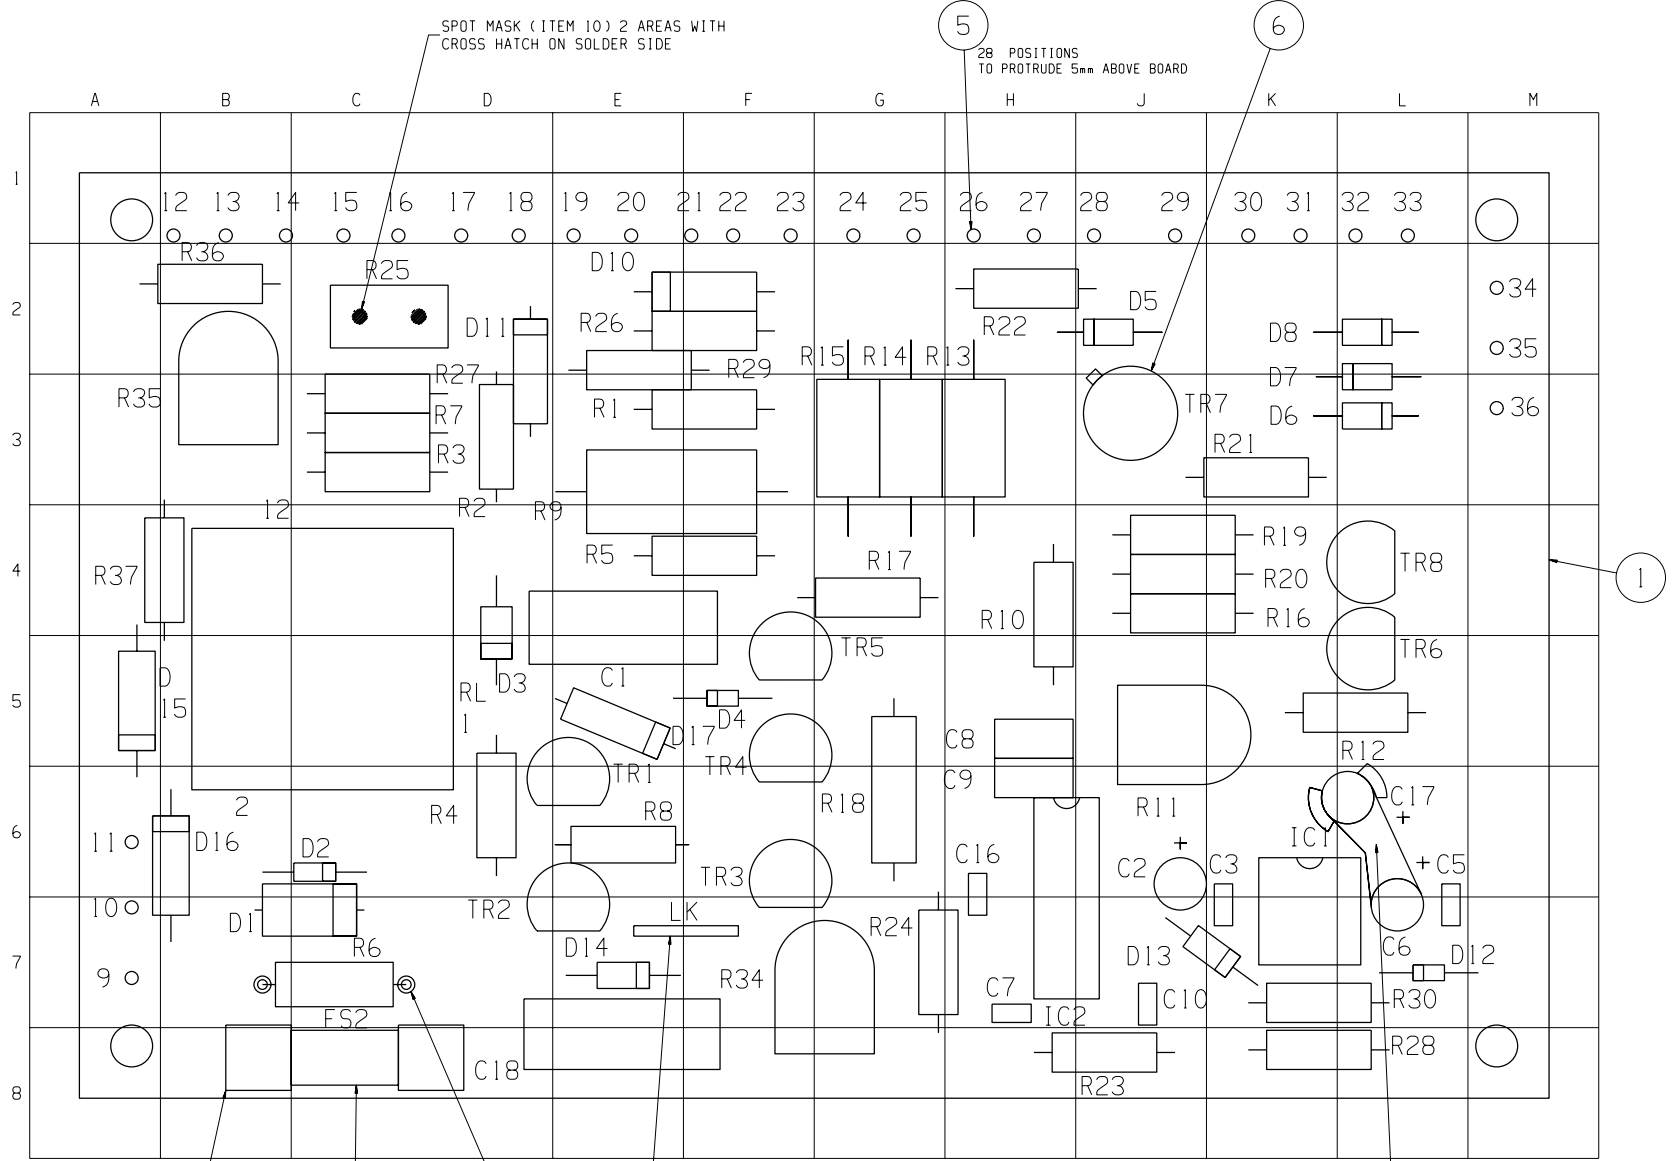 SPOT MASK (ITEM 10) 2 AREAS WITH
CROSS HATCH ON SOLDER SIDE
5
6
28 POSITIONS
TO PROTRUDE 5mm ABOVE BOARD
A B C D E F G H J K L M
1
12 13 14 15 16 17 18 19 20 21 22 23 24 25 26 27 28 29 30 31 32 33
R36
R25
D10
2
34
D5
D11
R26
R22
D8
R15 R14 R13
35
R27
R29
D7
R35
R7
R1
TR7
D6
36
3
R3
R21
12
R2
R9
R5
R19
4
R37
R17
R20
TR8
1
R10
R16
TR5
TR6
D
15
RL
1
D3
C1
5
D4
D17
C8
R12
TR1
TR4
C9
2
R4
R18
R11
C17
+
6
11
D16
R8
IC1
+
D2
C16
C2
C3
+
C5
TR3
10
D1
TR2
LK
R24
R6
D14
C6
D12
7
9
R34
D13
C7
C10
R30
FS2
IC2
C18
R28
R23
8